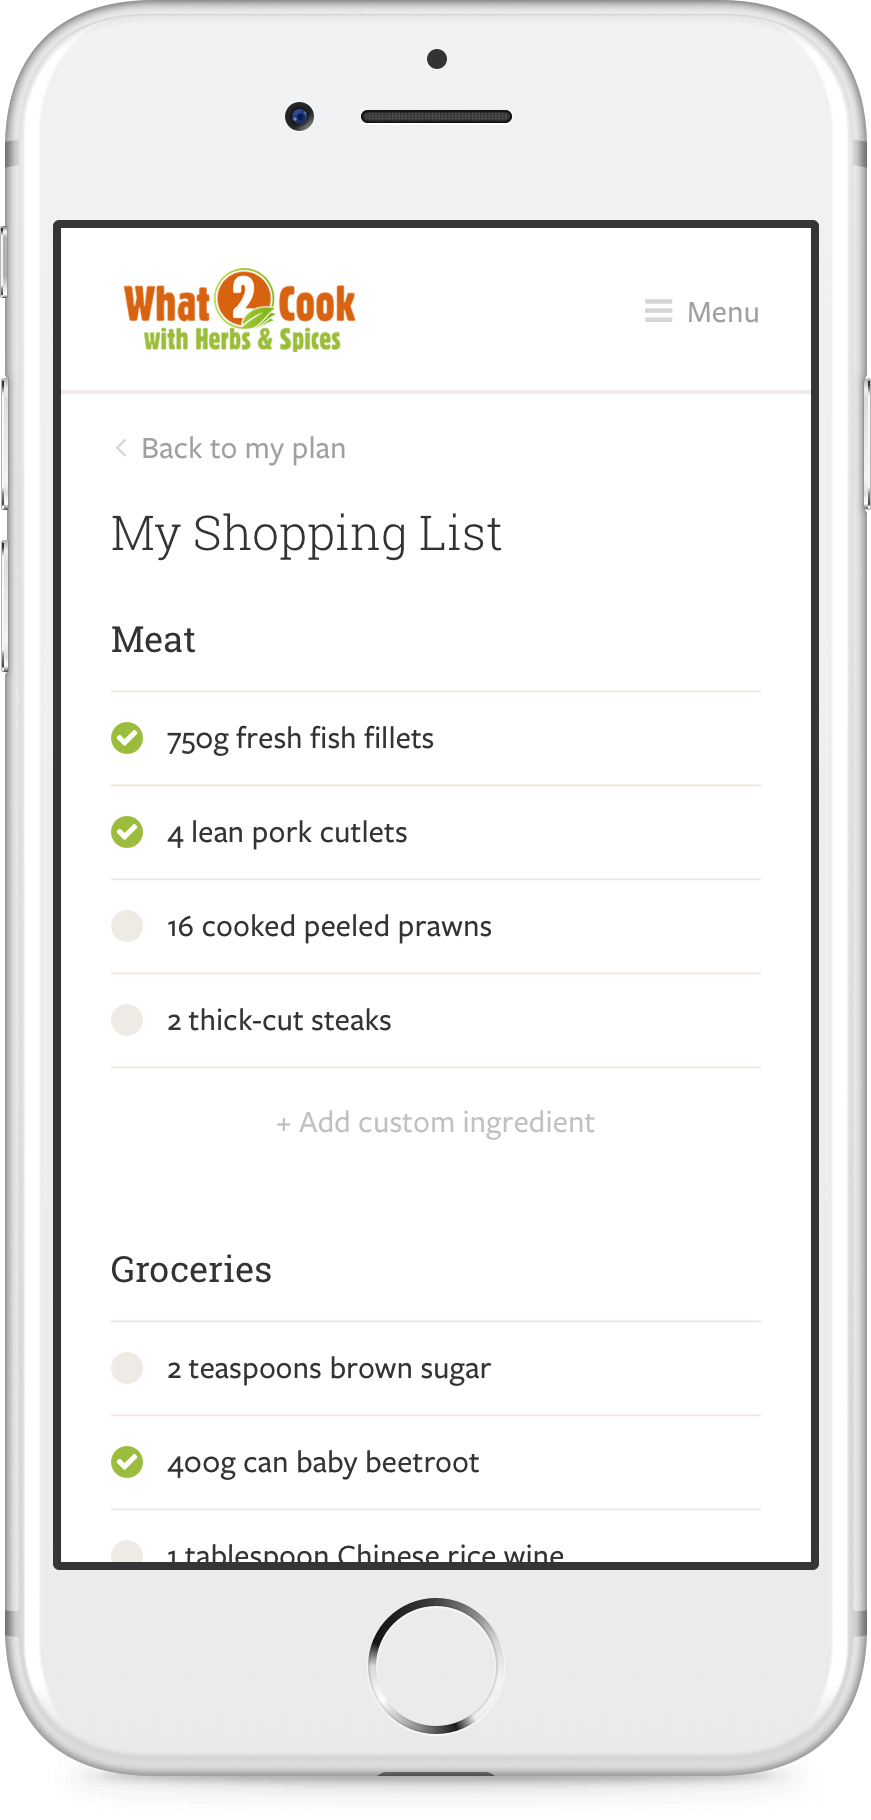 What 2 Cook
with Herbs & Spices
Menu
Back to my plan
My Shopping List
Meat
750g fresh fish fillets
4 lean pork cutlets
16 cooked peeled prawns
2 thick-cut steaks
+ Add custom ingredient
Groceries
2 teaspoons brown sugar
400g can baby beetroot
1 tablespoon Chinese rice wine